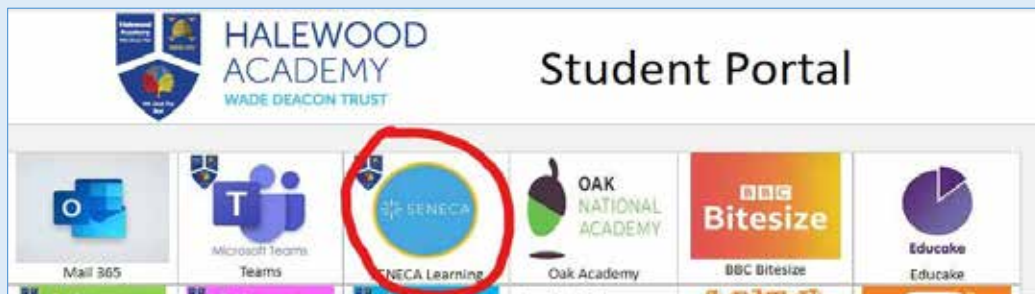 HALEWOOD
ACADEMY
WADE DEACON TRUST
Student Portal
O
Mail 365
T
Microsoft Teams
Teams
SENECA
SENECA Learning
OAK
NATIONAL
ACADEMY
Oak Academy
BBC
Bitesize
BBC Bitesize
Educake
Educake